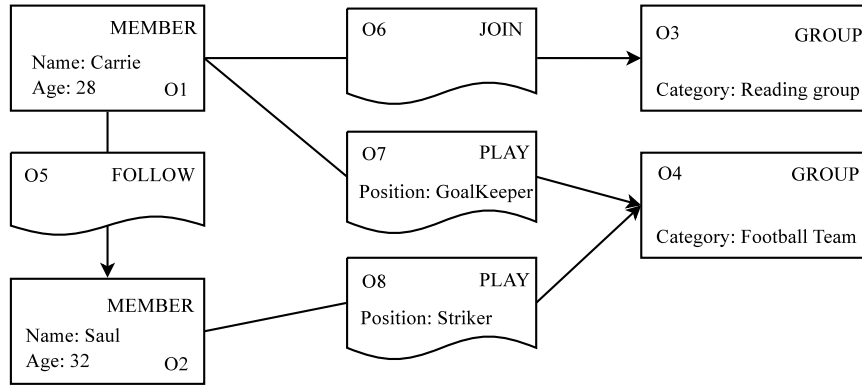 MEMBER
Name: Carrie
Age: 28
O1
O6
JOIN
O3
GROUP
Category: Reading group
O5
FOLLOW
O7
PLAY
Position: GoalKeeper
O4
GROUP
Category: Football Team
MEMBER
Name: Saul
Age: 32
O2
O8
PLAY
Position: Striker